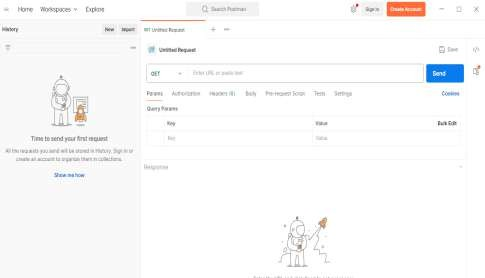 Home Workspaces Explore
Search Postman
Sign In Create Account
History
New Import
GET Untitled Request
Untitled Request
Save
GET
Enter URL or paste text
Send
Params Authorization Headers (6) Body Pre-request Script Tests Settings
Cookies
Query Params
Key Value Bulk Edit
Key Value
Time to send your first request
All the requests you send will be stored in History. Sign in or
create an account to organize them in collections.
Show me how
Response